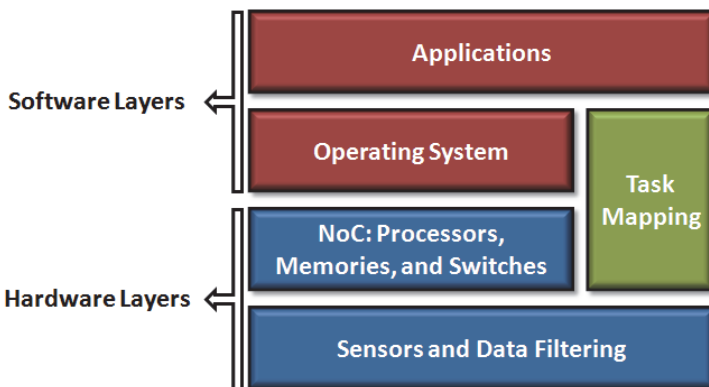 Applications
Software Layers
Operating System
Task
Mapping
NoC: Processors,
Memories, and Switches
Hardware Layers
Sensors and Data Filtering